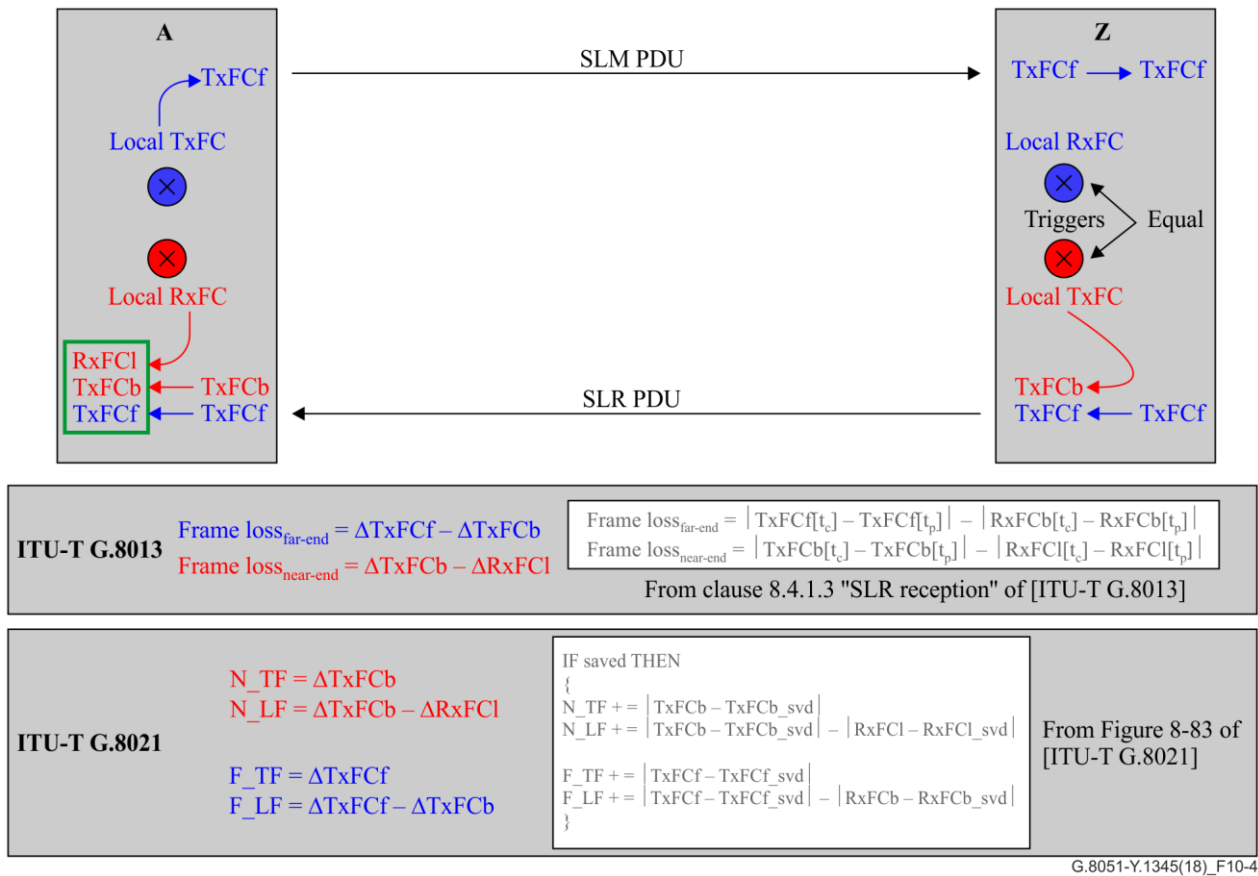 A
Z
TxFCf
SLM PDU
TxFCf
TxFCf
Local TxFC
Local RxFC
Triggers
Equal
Local RxFC
Local TxFC
RxFCl
TxFCb
TxFCb
TxFCb
TxFCf
TxFCf
SLR PDU
TxFCf
TxFCf
ITU-T G.8013
Frame loss_far-end = ΔTxFCf – ΔTxFCb
Frame loss_near-end = ΔTxFCb – ΔRxFCl
Frame loss_far-end = |TxFCf[t_c] – TxFCf[t_p]| – |RxFCb[t_c] – RxFCb[t_p]|
Frame loss_near-end = |TxFCb[t_c] – TxFCb[t_p]| – |RxFCl[t_c] – RxFCl[t_p]|
From clause 8.4.1.3 "SLR reception" of [ITU-T G.8013]
ITU-T G.8021
N_TF = ΔTxFCb
N_LF = ΔTxFCb – ΔRxFCl
F_TF = ΔTxFCf
F_LF = ΔTxFCf – ΔTxFCb
IF saved THEN
{
N_TF + = |TxFCb – TxFCb_svd|
N_LF + = |TxFCb – TxFCb_svd| – |RxFCl – RxFCl_svd|
F_TF + = |TxFCf – TxFCf_svd|
F_LF + = |TxFCf – TxFCf_svd| – |RxFCb – RxFCb_svd|
}
From Figure 8-83 of
[ITU-T G.8021]
G.8051-Y.1345(18)_F10-4